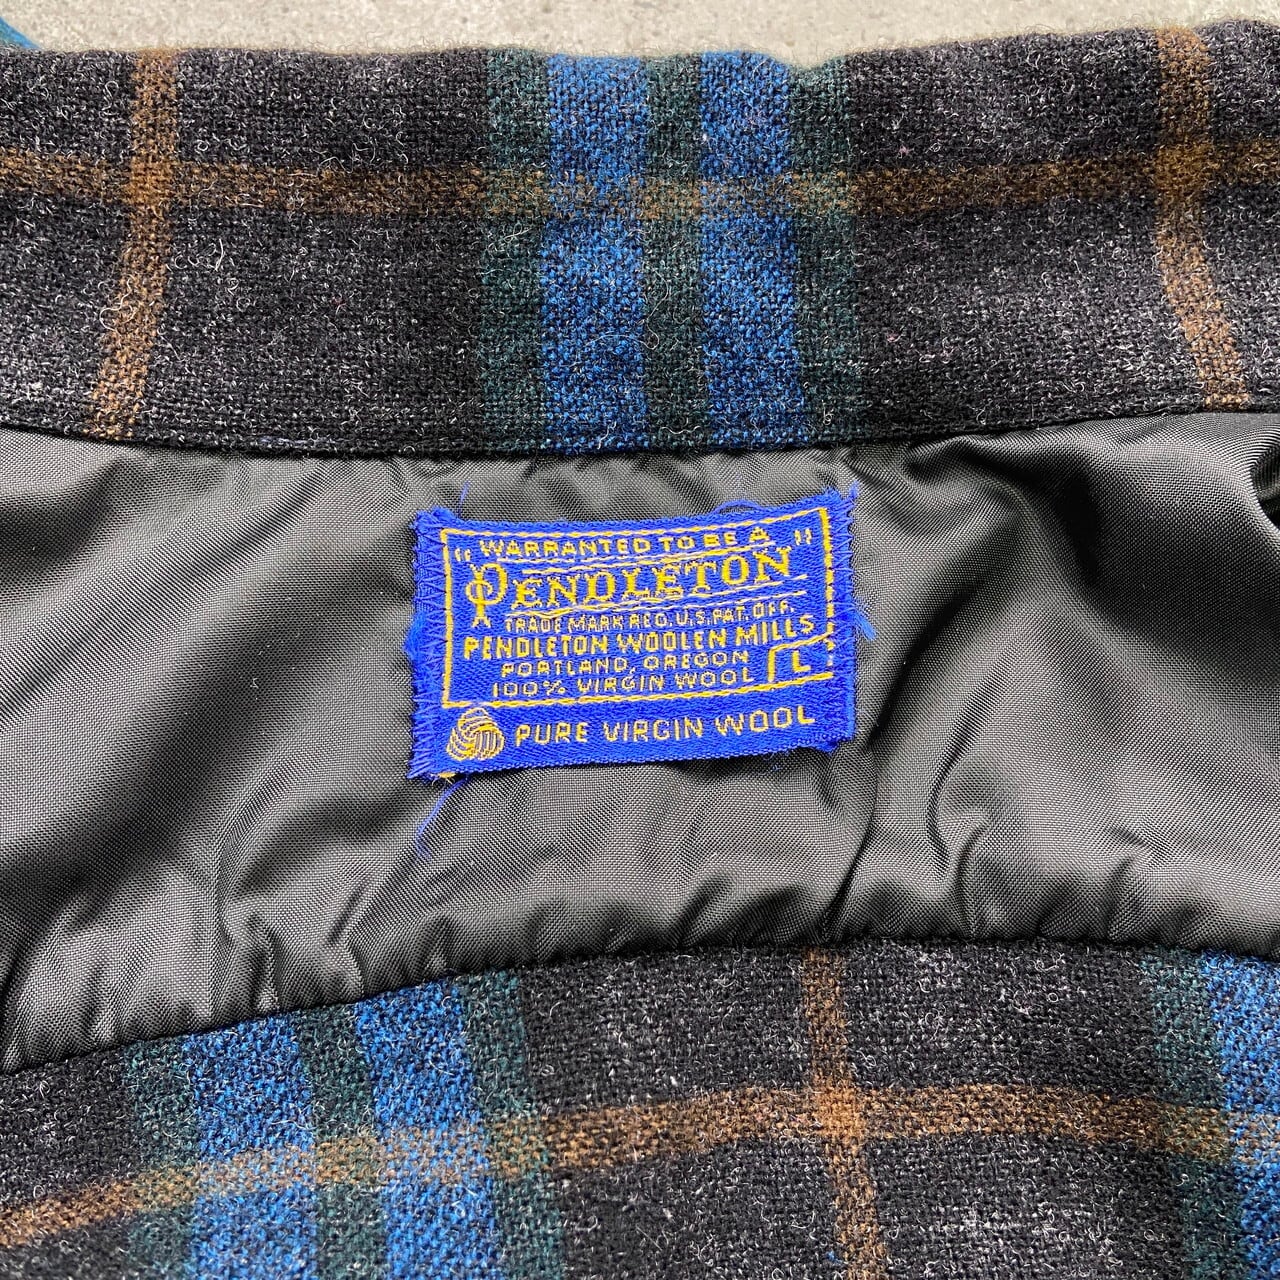 "WARRANTED TO BE A
PENDLETON"
TRADE MARK REG. U.S. PAT. OFF.
PENDLETON WOOLEN MILLS
PORTLAND, OREGON
L
100% VIRGIN WOOL
PURE VIRGIN WOOL